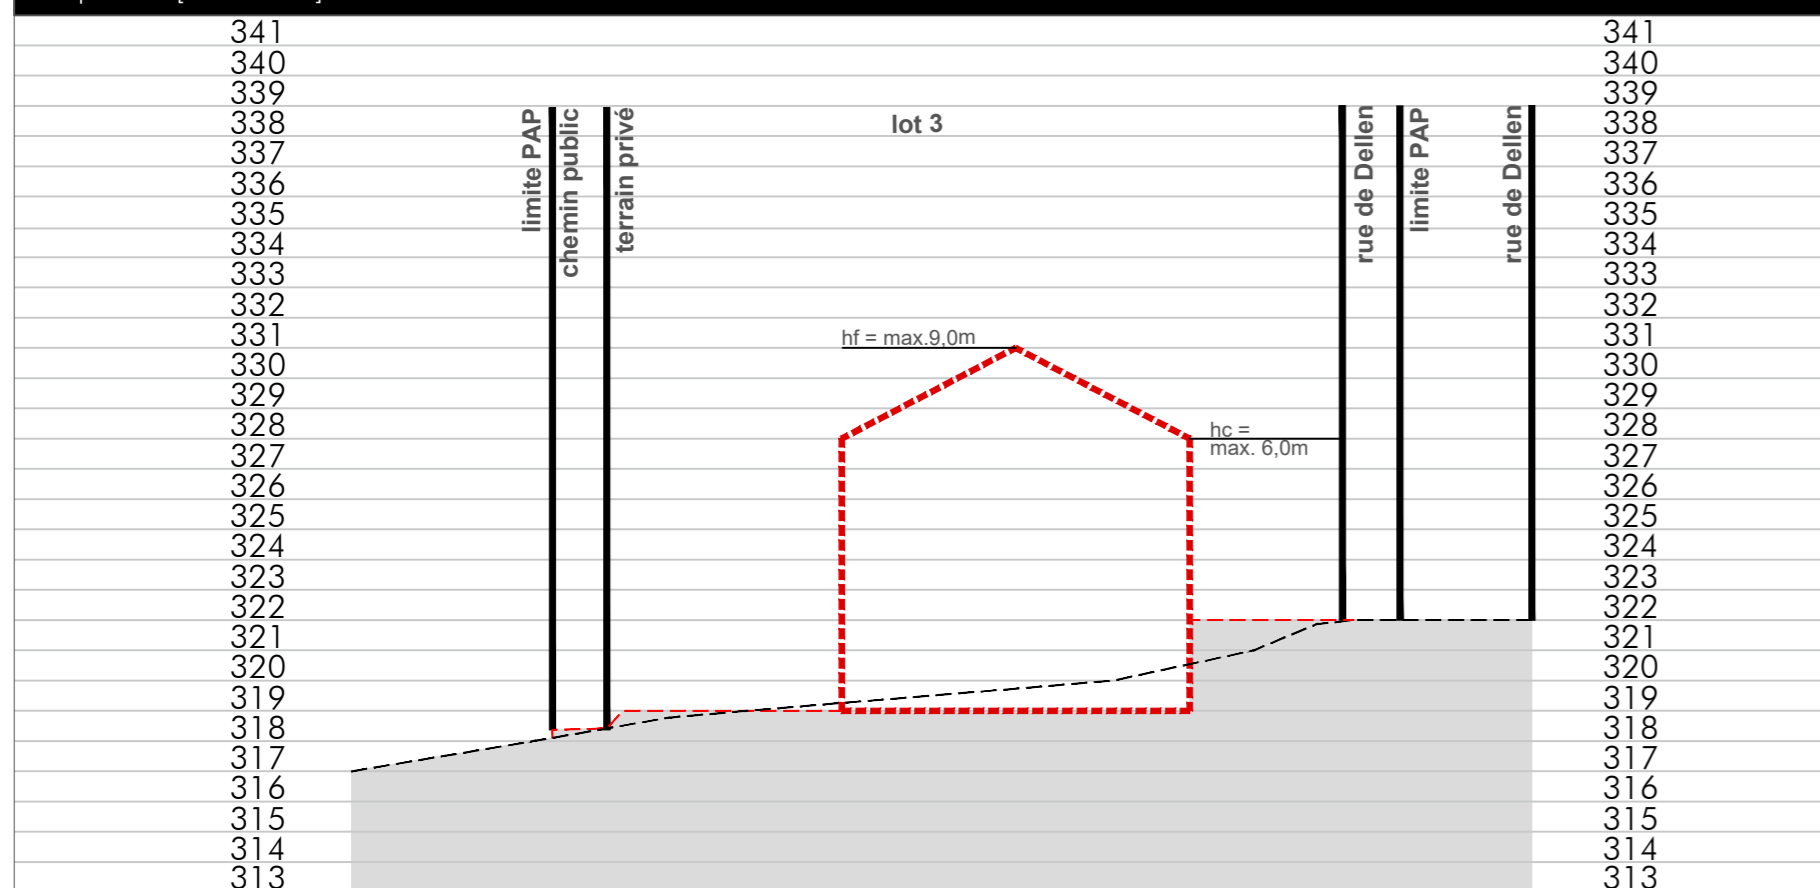 341 341
340 340
339 339
338 338
337 337
336 336
335 335
334 334
333 333
332 332
331 331
330 330
329 329
328 328
327 327
326 326
325 325
324 324
323 323
322 322
321 321
320 320
319 319
318 318
317 317
316 316
315 315
314 314
313 313
limite PAP
chemin public
terrain privé
lot 3
rue de Dellen
limite PAP
rue de Dellen
hf = max.9,0m
hc =
max. 6,0m